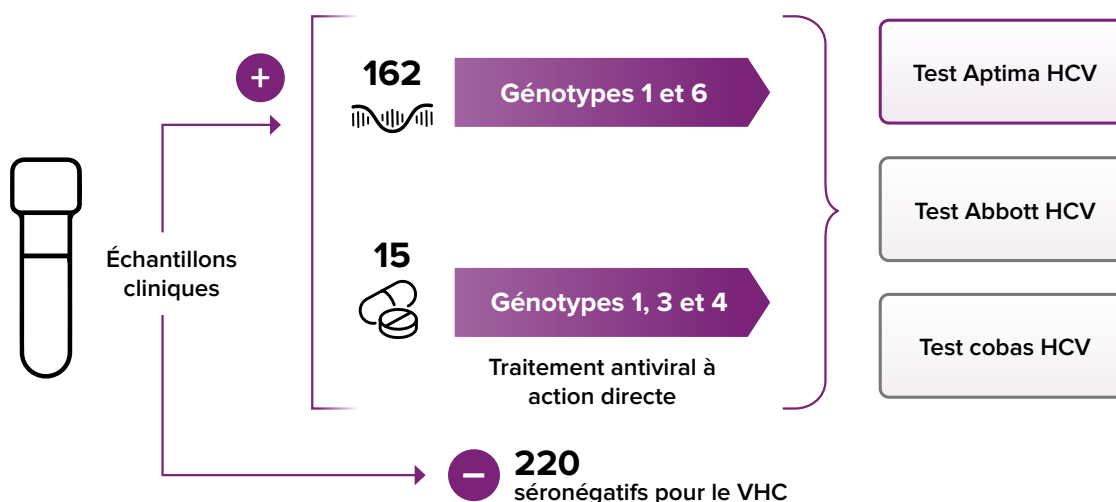 +
162
Génotypes 1 et 6
Échantillons
cliniques
15
Génotypes 1, 3 et 4
Traitement antiviral à
action directe
Test Aptima HCV
Test Abbott HCV
Test cobas HCV
−
220
séronégatifs pour le VHC